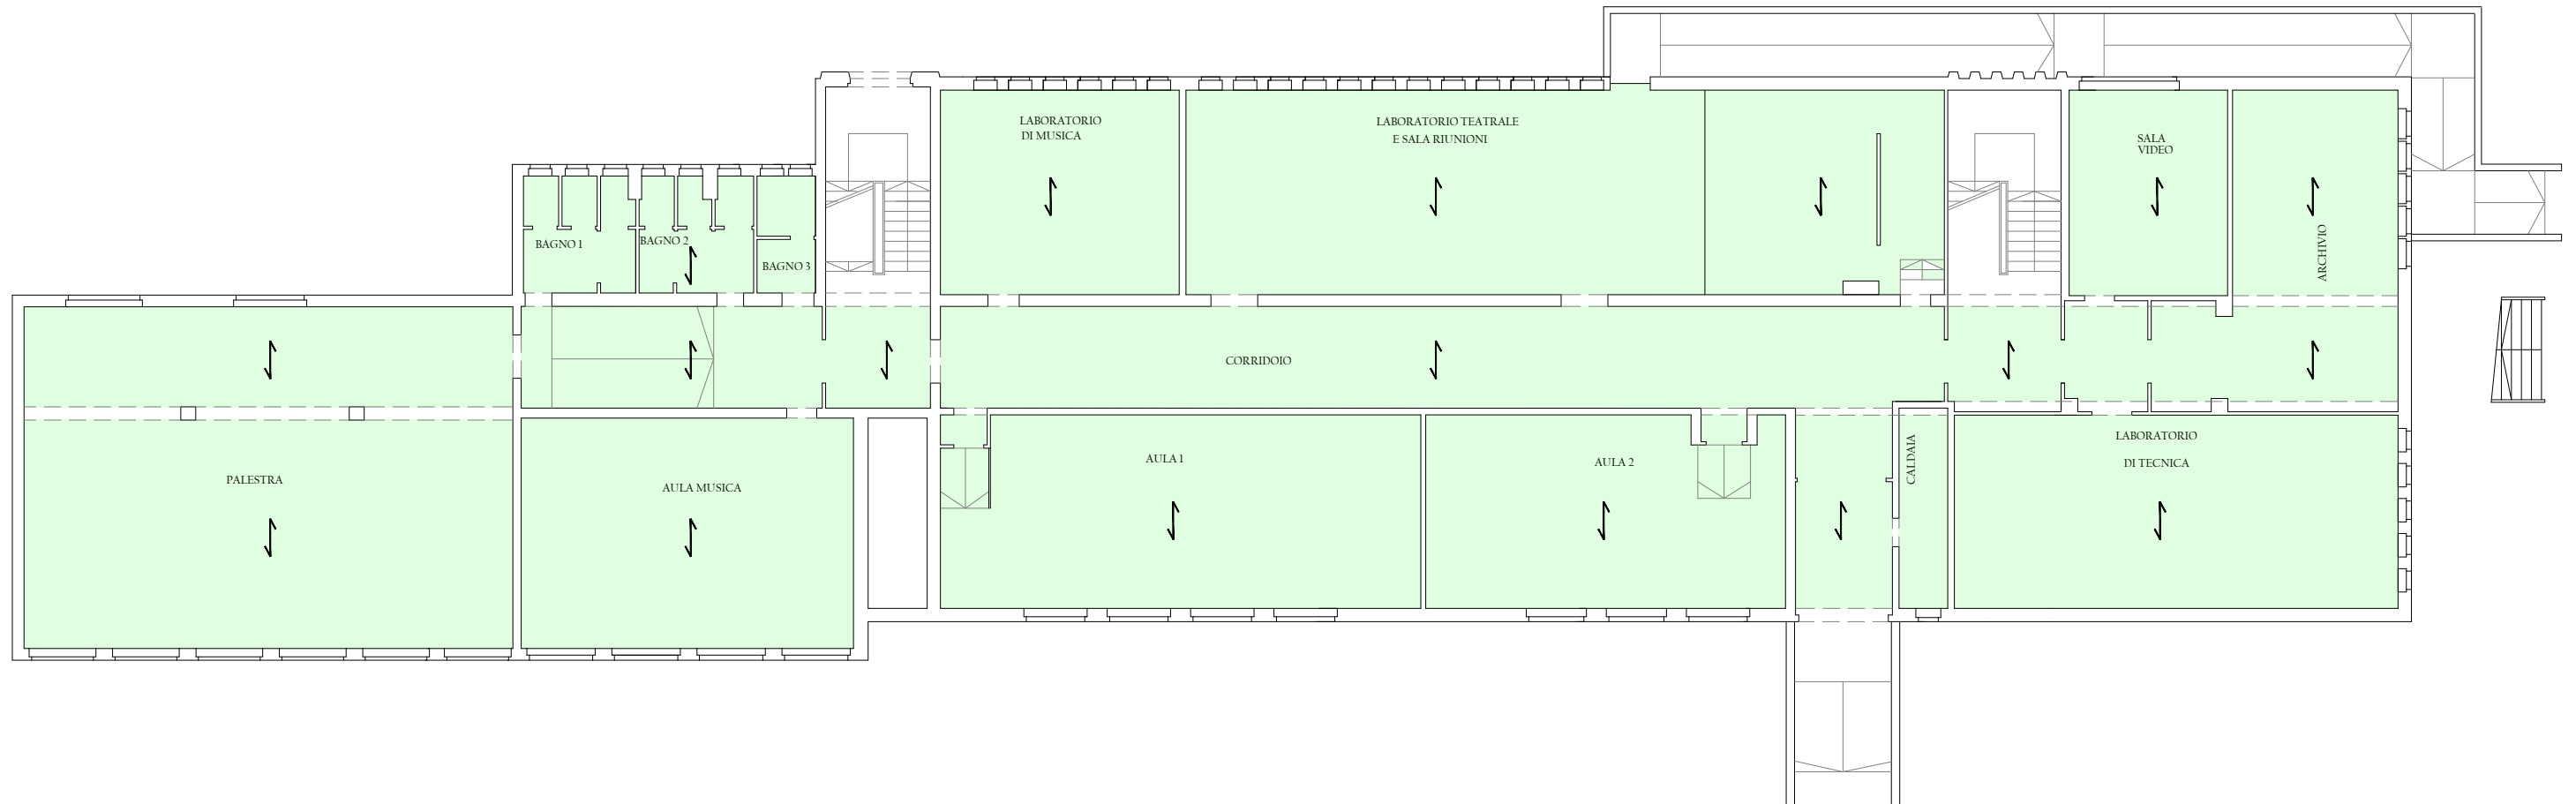 LABORATORIO
DI MUSICA
LABORATORIO TEATRALE
E SALA RIUNIONI
SALA
VIDEO
ARCHIVIO
BAGNO 1
BAGNO 2
BAGNO 3
CORRIDOIO
PALESTRA
AULA MUSICA
AULA 1
AULA 2
CALDAIA
LABORATORIO
DI TECNICA